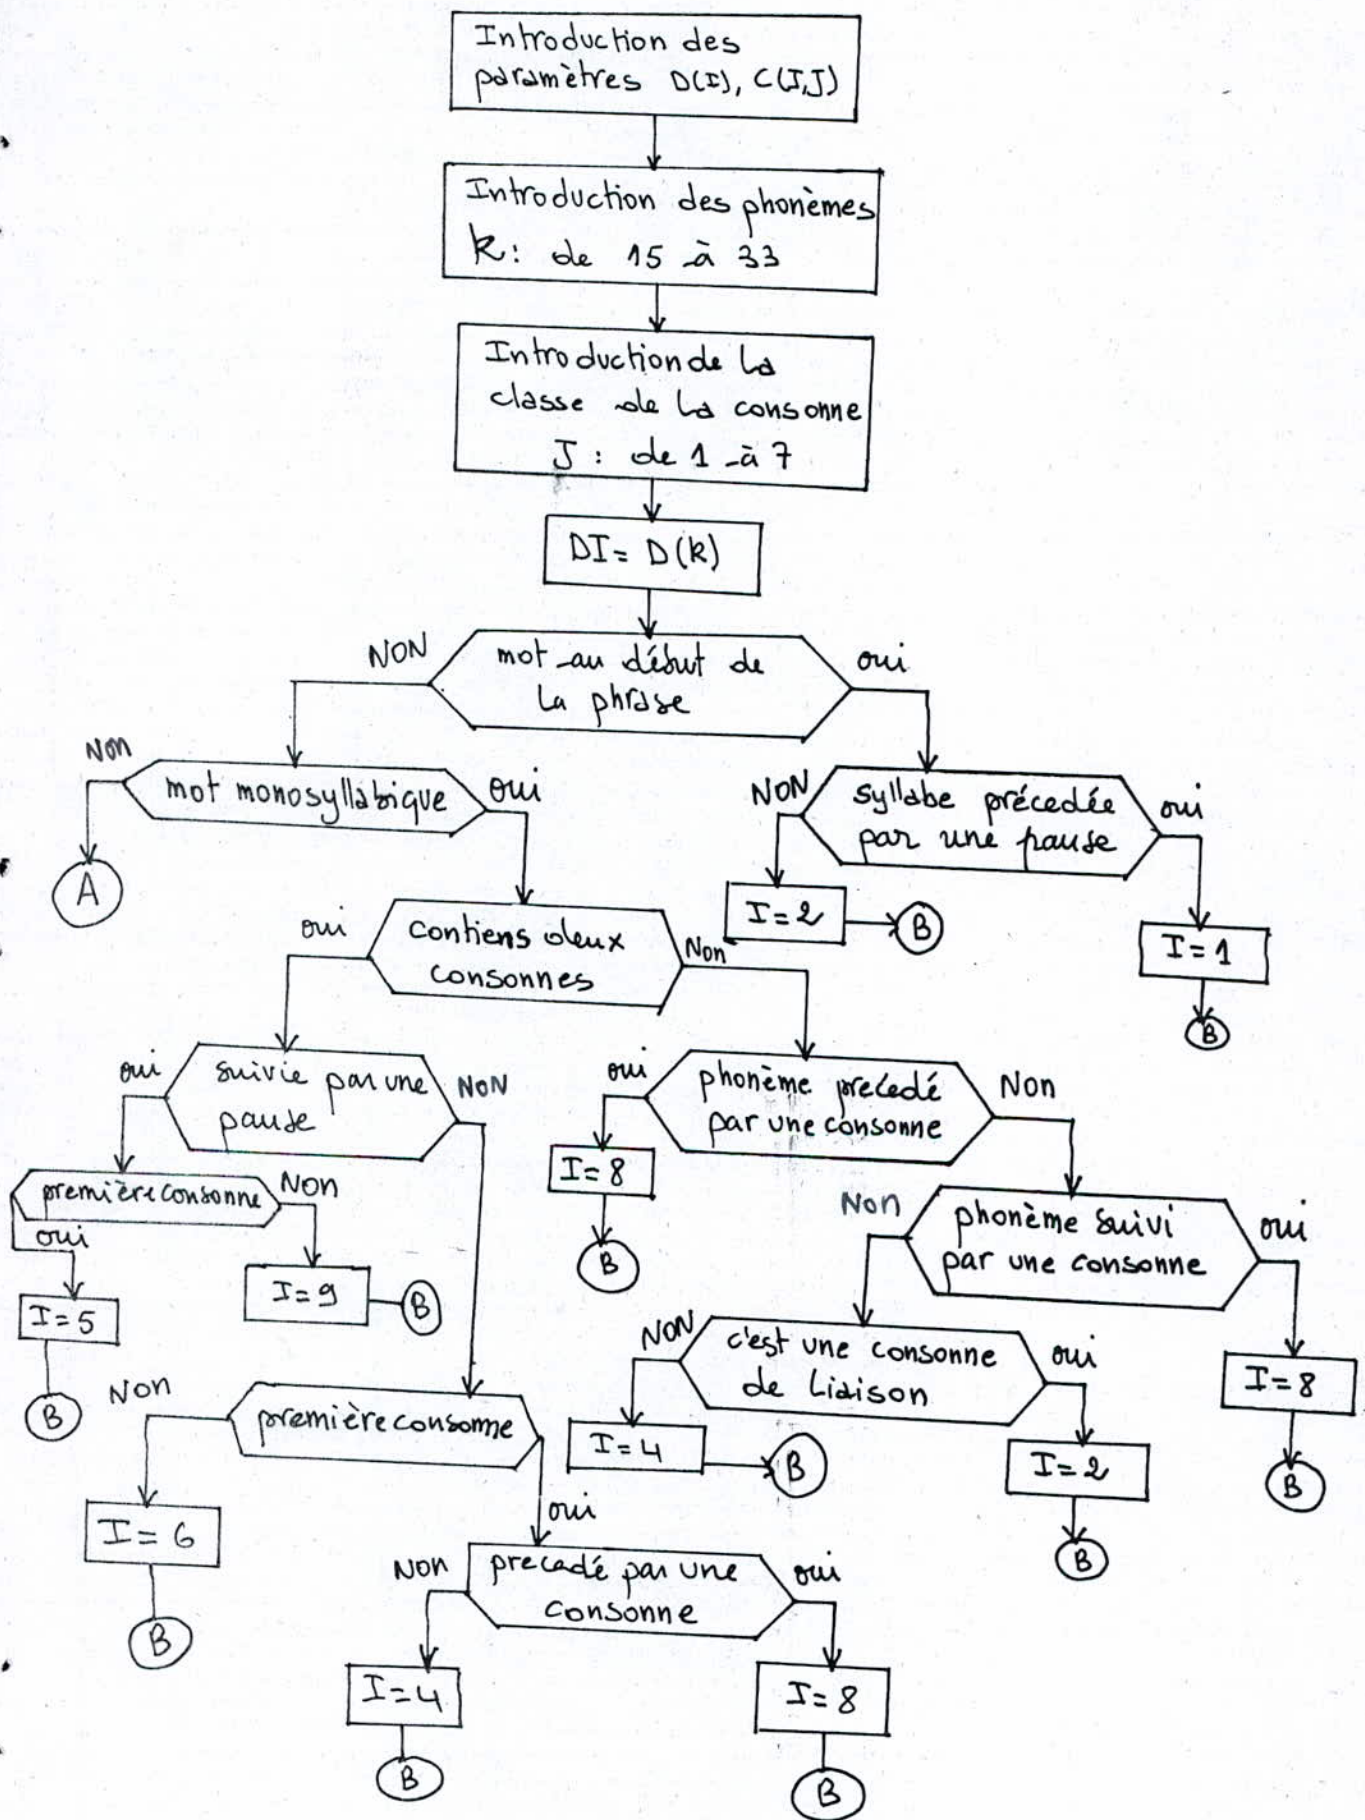 Introduction des
paramètres D(I), C(I,J)
Introduction des phonèmes
k: de 15 à 33
Introduction de la
classe de la consonne
J : de 1 à 7
DI= D(k)
NON
mot au début de
la phrase
oui
Non
mot monosyllabique
oui
NON
syllabe précedée
par une pause
oui
A
I=2
B
I=1
B
oui
contiens deux
consonnes
Non
oui
suivie par une
pause
NON
oui
phonème precedé
par une consonne
Non
première consonne
Non
oui
I=8
B
Non
phonème suivi
par une consonne
oui
I=5
B
I=9
B
NON
c'est une consonne
de liaison
oui
I=8
B
Non
première consonne
oui
I=4
B
I=2
B
I=6
B
Non
precadé par une
consonne
oui
I=4
B
I=8
B